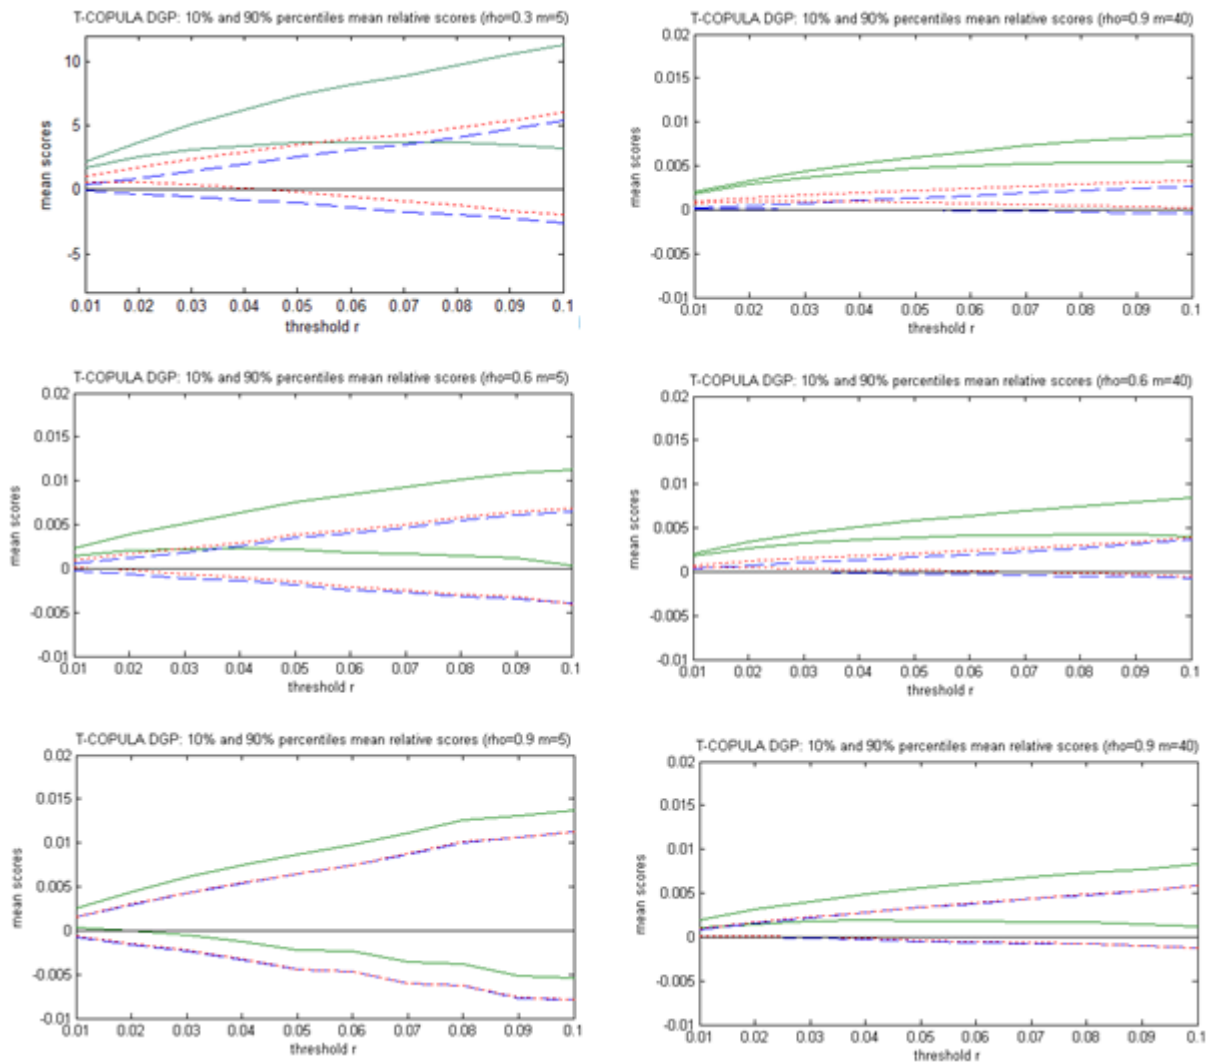 T-COPULA DGP: 10% and 90% percentiles mean relative scores (rho=0.3 m=5)
10
5
0
-5
mean scores
0.01 0.02 0.03 0.04 0.05 0.06 0.07 0.08 0.09 0.1
threshold r
T-COPULA DGP: 10% and 90% percentiles mean relative scores (rho=0.9 m=40)
0.02
0.015
0.01
0.005
0
-0.005
-0.01
mean scores
0.01 0.02 0.03 0.04 0.05 0.06 0.07 0.08 0.09 0.1
threshold r
T-COPULA DGP: 10% and 90% percentiles mean relative scores (rho=0.6 m=5)
0.02
0.015
0.01
0.005
0
-0.005
-0.01
mean scores
0.01 0.02 0.03 0.04 0.05 0.06 0.07 0.08 0.09 0.1
threshold r
T-COPULA DGP: 10% and 90% percentiles mean relative scores (rho=0.6 m=40)
0.02
0.015
0.01
0.005
0
-0.005
-0.01
mean scores
0.01 0.02 0.03 0.04 0.05 0.06 0.07 0.08 0.09 0.1
threshold r
T-COPULA DGP: 10% and 90% percentiles mean relative scores (rho=0.9 m=5)
0.02
0.015
0.01
0.005
0
-0.005
-0.01
mean scores
0.01 0.02 0.03 0.04 0.05 0.06 0.07 0.08 0.09 0.1
threshold r
T-COPULA DGP: 10% and 90% percentiles mean relative scores (rho=0.9 m=40)
0.02
0.015
0.01
0.005
0
-0.005
-0.01
mean scores
0.01 0.02 0.03 0.04 0.05 0.06 0.07 0.08 0.09 0.1
threshold r